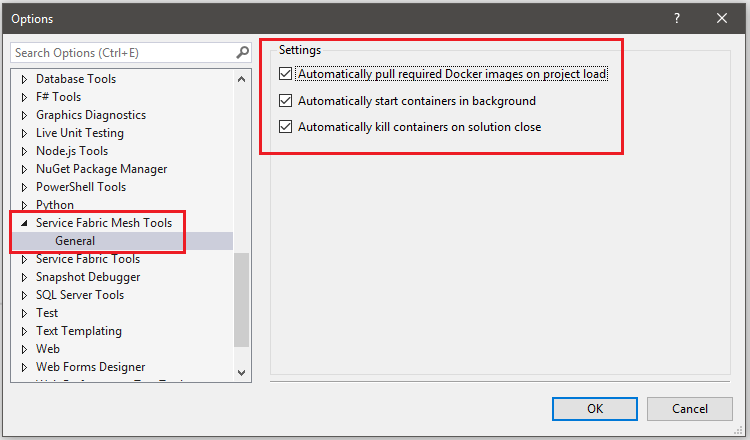 Options
?
Search Options (Ctrl+E)
Database Tools
F# Tools
Graphics Diagnostics
Live Unit Testing
Node.js Tools
NuGet Package Manager
PowerShell Tools
Python
Service Fabric Mesh Tools
General
Service Fabric Tools
Snapshot Debugger
SQL Server Tools
Test
Text Templating
Web
Web Forms Designer
Settings
Automatically pull required Docker images on project load
Automatically start containers in background
Automatically kill containers on solution close
OK
Cancel